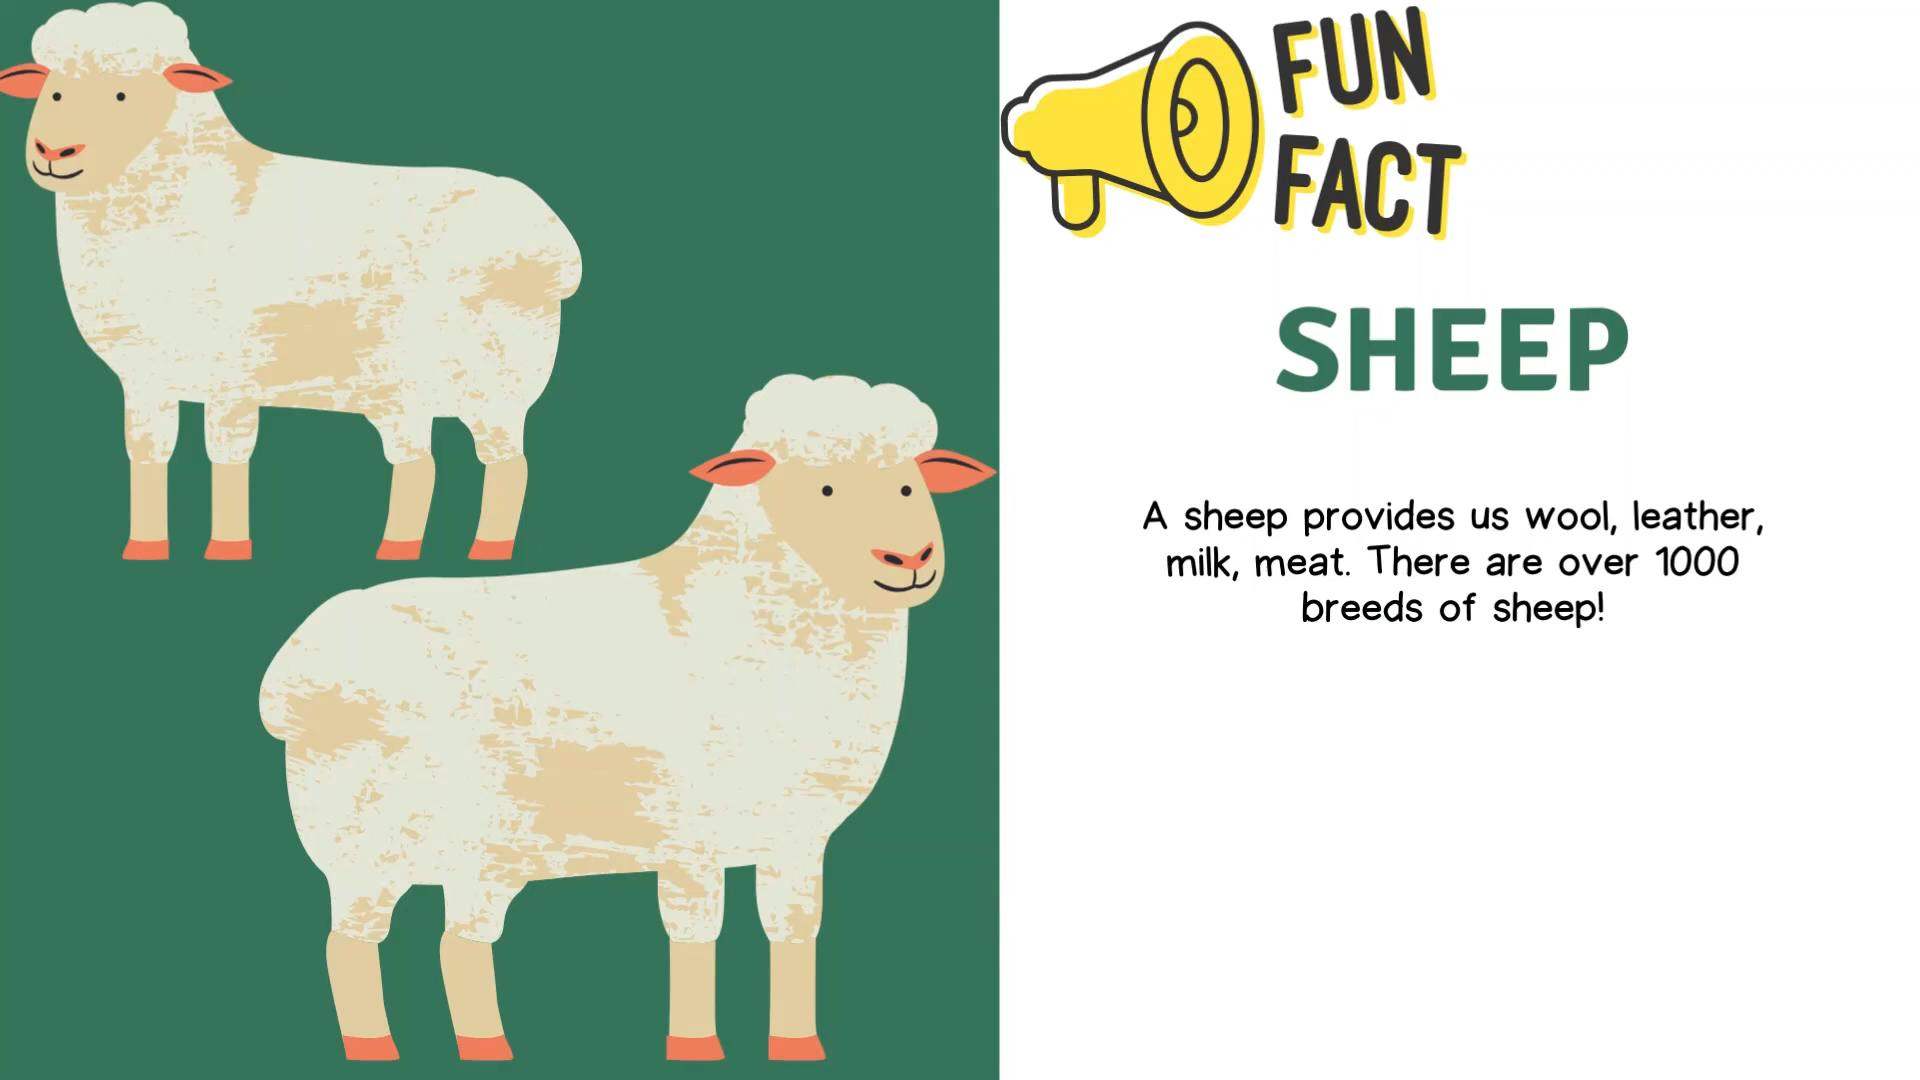 FUN
FACT
SHEEP
A sheep provides us wool, leather,
milk, meat. There are over 1000
breeds of sheep!